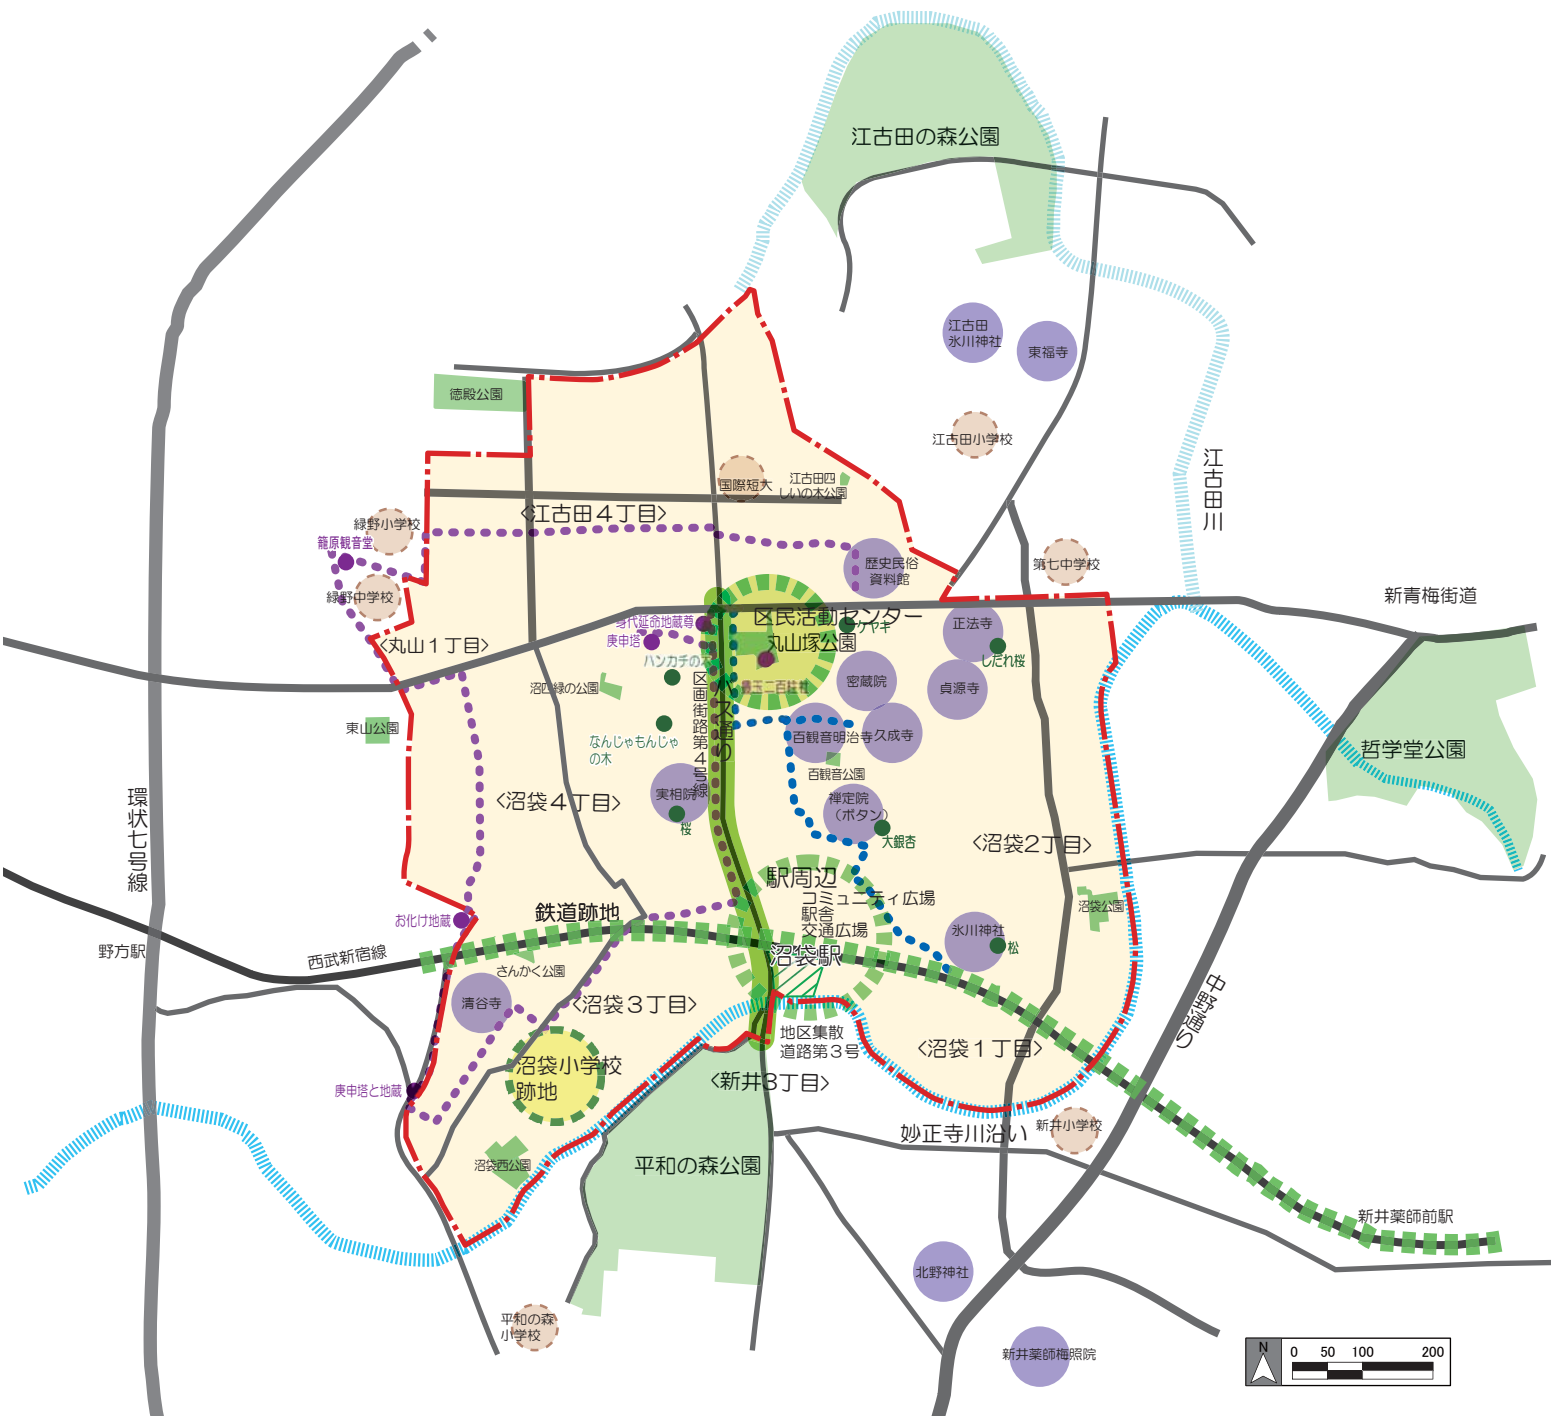 江古田の森公園
江古田
氷川神社
東福寺
徳殿公園
江古田小学校
国際短大
江古田四
しいの木公園
江古田川
<江古田4丁目>
緑野小学校
籠原観音堂
緑野中学校
歴史民俗
資料館
第七中学校
新青梅街道
区民活動センター
丸山塚公園
ケヤキ
身代延命地蔵尊
庚申塔
<丸山1丁目>
ハンカチの木
正法寺
しだれ桜
沼四緑の公園
区画街路第4号線
バス通り
密蔵院
貞源寺
東山公園
なんじゃもんじゃ
の木
百観音明治寺
久成寺
百観音公園
哲学堂公園
環状七号線
<沼袋4丁目>
実相院
桜
禅定院
(ボタン)
大銀杏
<沼袋2丁目>
駅周辺
コミュニティ広場
駅舎
交通広場
沼袋公園
お化け地蔵
鉄道跡地
野方駅
西武新宿線
沼袋駅
氷川神社
松
さんかく公園
清谷寺
<沼袋3丁目>
中野通り
地区集散
道路第3号
<沼袋1丁目>
沼袋小学校
跡地
庚申塔と地蔵
<新井3丁目>
妙正寺川沿い
新井小学校
沼袋西公園
平和の森公園
新井薬師前駅
北野神社
平和の森
小学校
新井薬師梅照院
N
0 50 100 200